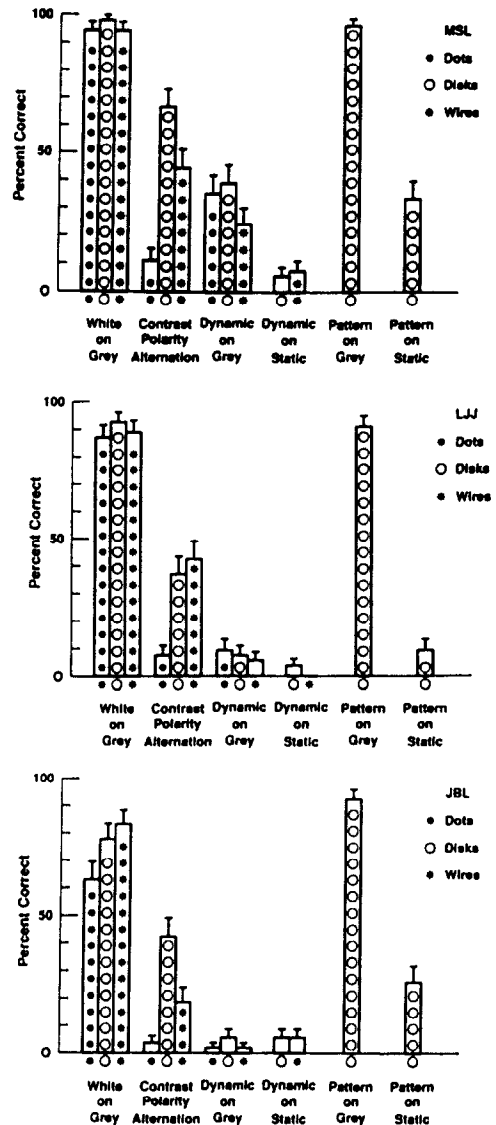 MSL
Dots
Disks
Wires
Percent Correct
100
50
0
White on Grey
Contrast Polarity Alternation
Dynamic on Grey
Dynamic on Static
Pattern on Grey
Pattern on Static
LJJ
Dots
Disks
Wires
Percent Correct
100
50
0
White on Grey
Contrast Polarity Alternation
Dynamic on Grey
Dynamic on Static
Pattern on Grey
Pattern on Static
JBL
Dots
Disks
Wires
Percent Correct
100
50
0
White on Grey
Contrast Polarity Alternation
Dynamic on Grey
Dynamic on Static
Pattern on Grey
Pattern on Static